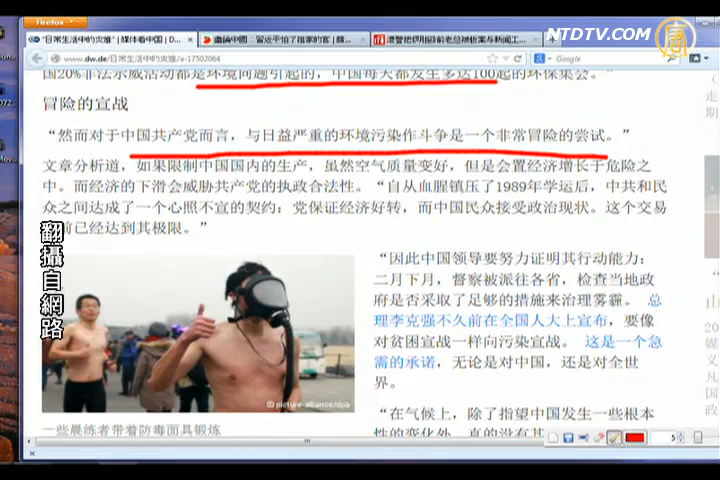 Firefox
"日常生活中的灾难" | 媒体看中国 | D...
NTDTV.COM
www.dw.de/日常生活中的灾难/a-17502064
Google
国20%非法示威活动都是环境问题引起的，中国每天都发生多达100起的环保集会。"
冒险的宣战
"然而对于中国共产党而言，与日益严重的环境污染作斗争是一个非常冒险的尝试。"
文章分析道，如果限制中国国内的生产，虽然空气质量变好，但是会置经济增长于危险之
中。而经济的下滑会威胁共产党的执政合法性。"自从血腥镇压了1989年学运后，中共和民
众之间达成了一个心照不宣的契约：党保证经济好转，而中国民众接受政治现状。这个交易
前已经达到其极限。"
翻攝自網路
"因此中国领导要努力证明其行动能力：
二月下月，督察被派往各省，检查当地政
府是否采取了足够的措施来治理雾霾。总
理李克强不久前在全国人大上宣布，要像
对贫困宣战一样向污染宣战。这是一个急
需的承诺，无论是对中国，还是对全世
界。
picture-alliance/dpa
一些晨练者带着防毒面具锻炼
"在气候上，除了指望中国发生一些根本
性的变化外，真的没有其
5